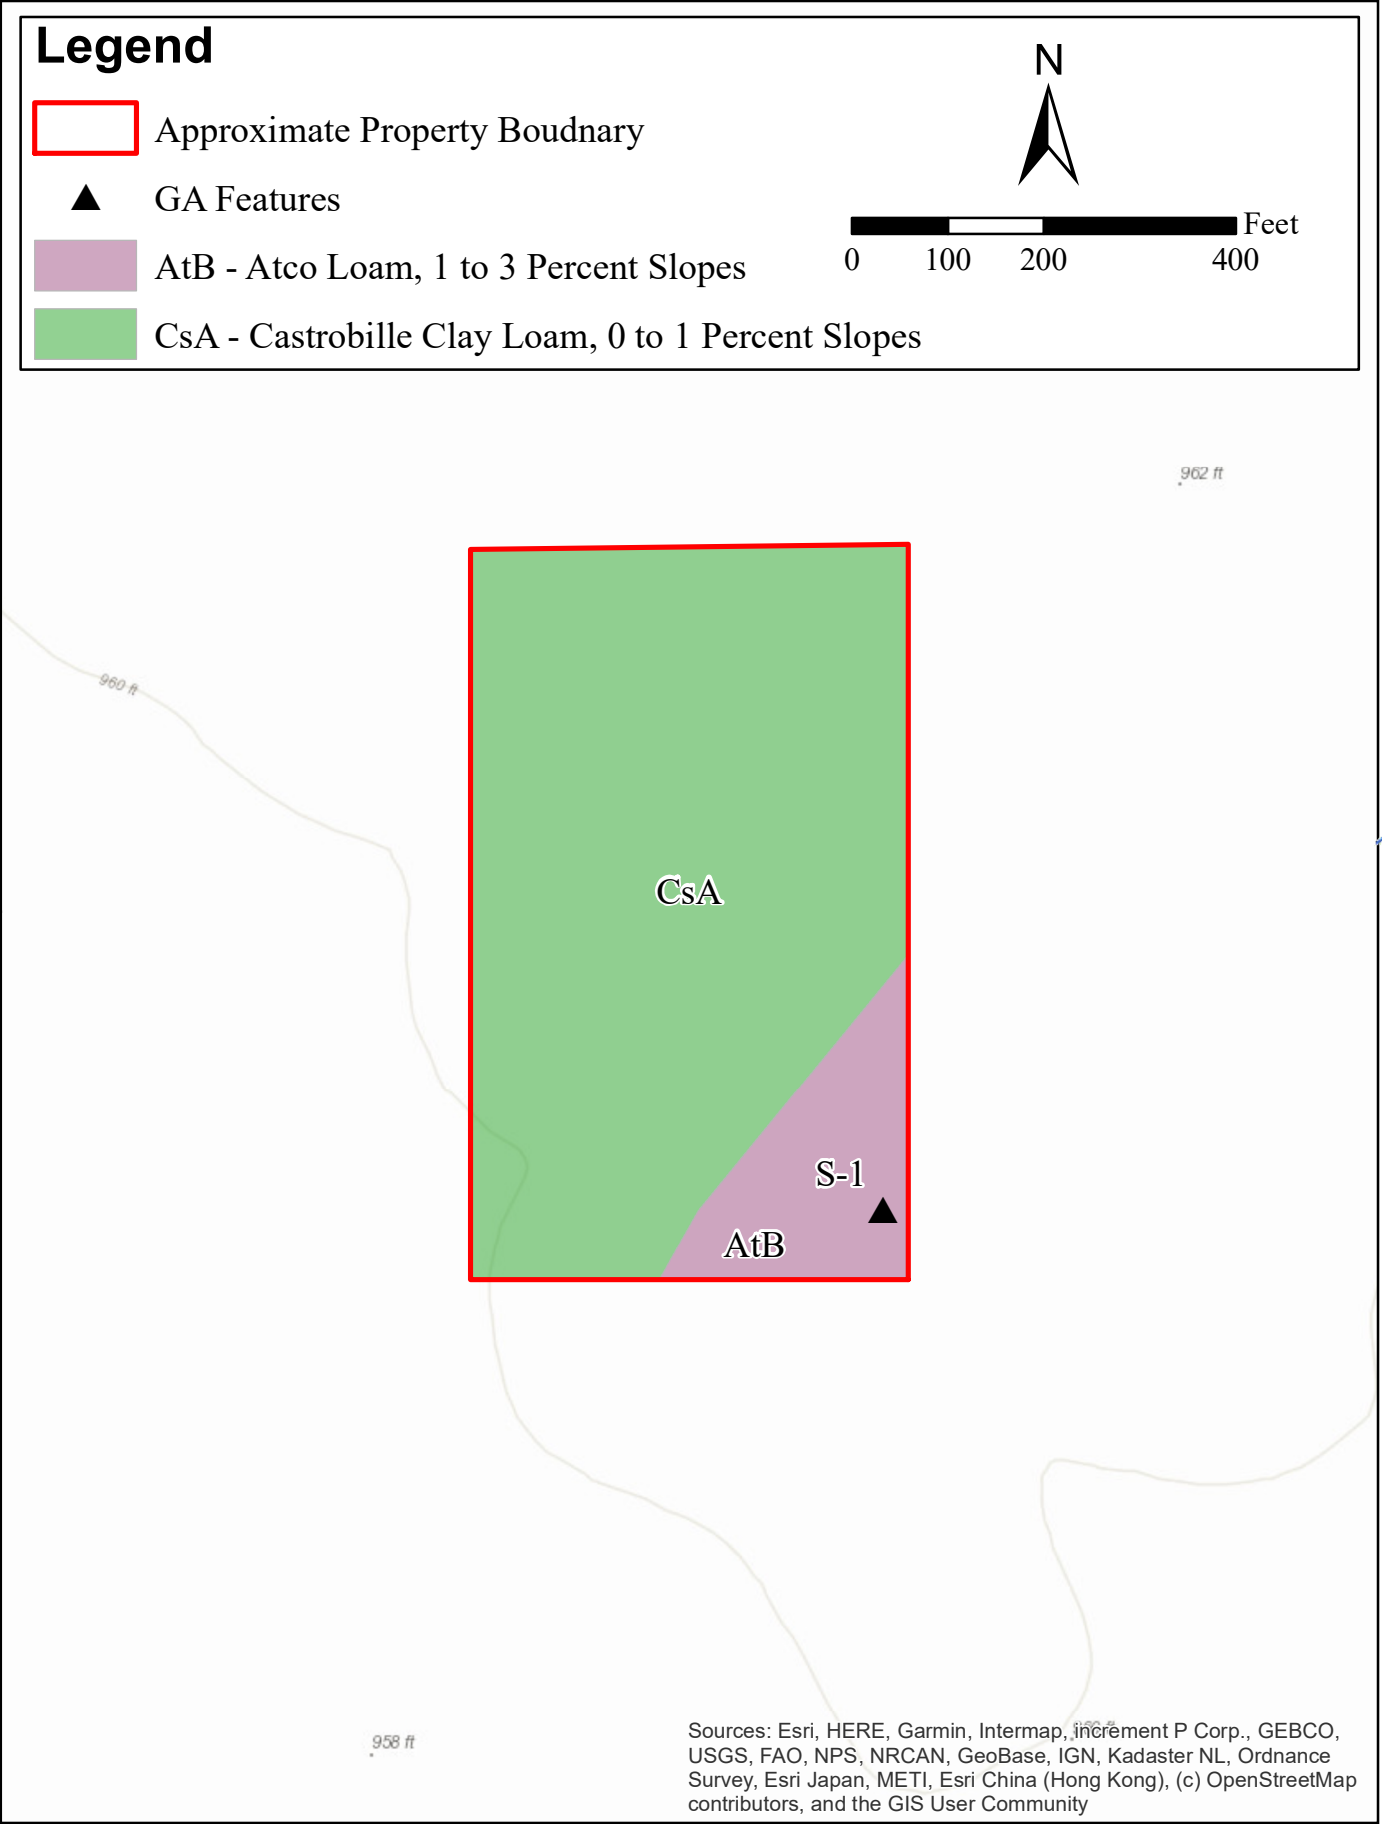 Legend
N
Approximate Property Boudnary
GA Features
AtB - Atco Loam, 1 to 3 Percent Slopes
CsA - Castrobille Clay Loam, 0 to 1 Percent Slopes
Feet
0 100 200 400
962 ft
960 ft
CsA
S-1
AtB
958 ft
Sources: Esri, HERE, Garmin, Intermap, increment P Corp., GEBCO,
USGS, FAO, NPS, NRCAN, GeoBase, IGN, Kadaster NL, Ordnance
Survey, Esri Japan, METI, Esri China (Hong Kong), (c) OpenStreetMap
contributors, and the GIS User Community